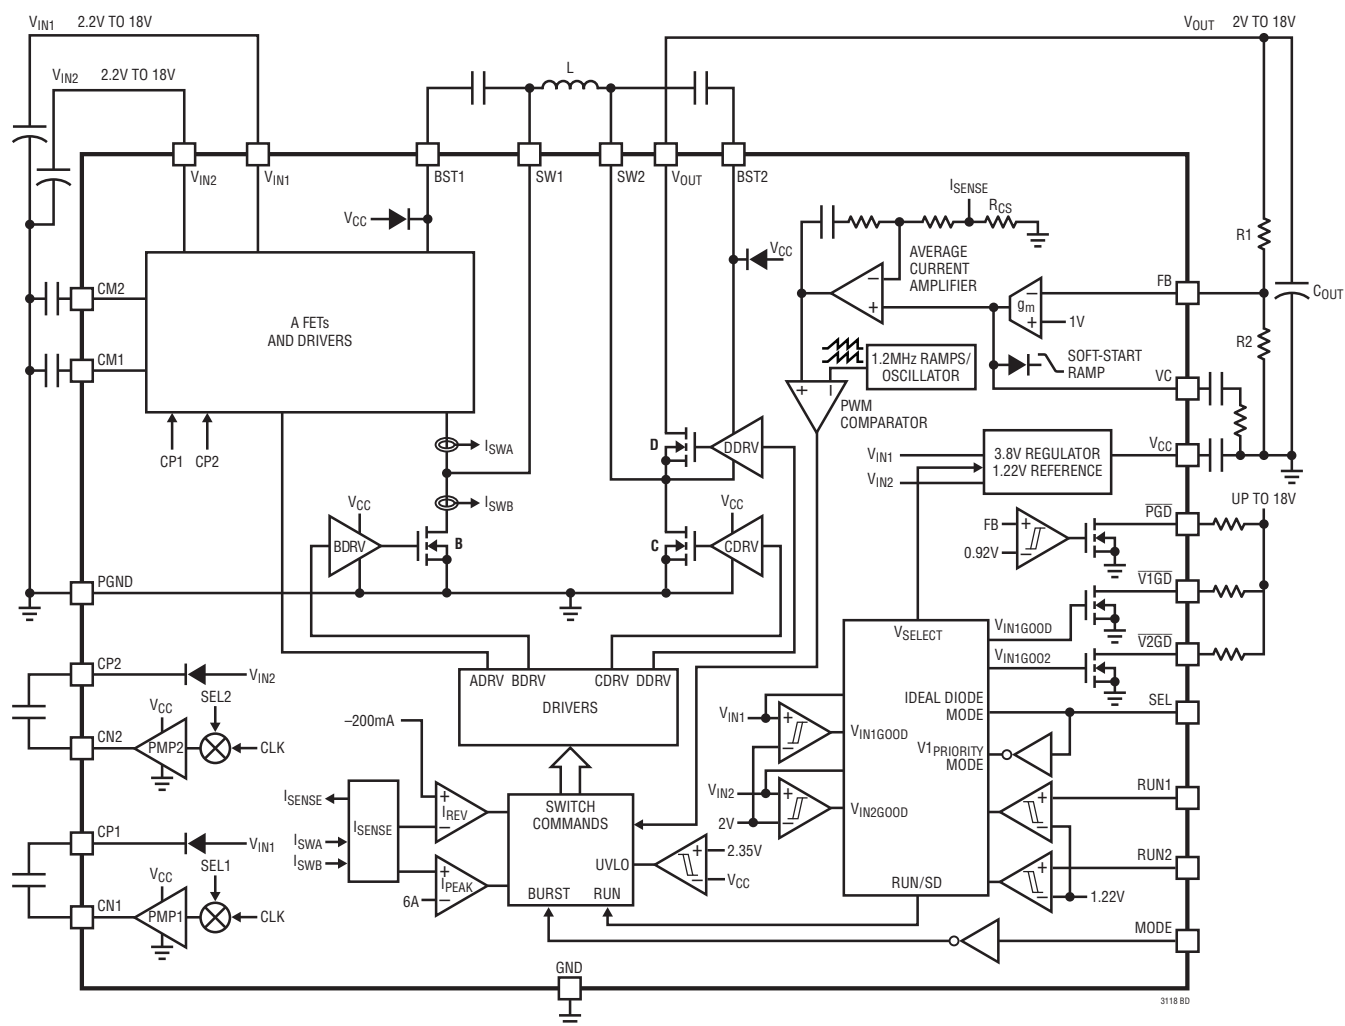 VIN1 2.2V TO 18V
VOUT 2V TO 18V
VIN2 2.2V TO 18V
L
VIN2
VIN1
BST1
SW1
SW2
VOUT
BST2
VCC
ISENSE
RCS
VCC
AVERAGE
CURRENT
AMPLIFIER
R1
FB
COUT
CM2
A FETs
AND DRIVERS
gm
1V
CM1
1.2MHz RAMPS/
OSCILLATOR
SOFT-START
RAMP
R2
VC
PWM
COMPARATOR
CP1
CP2
ISWA
D
DDRV
VIN1
VIN2
3.8V REGULATOR
1.22V REFERENCE
VCC
ISWB
VCC
VCC
UP TO 18V
BDRV
B
C
CDRV
FB
0.92V
PGD
PGND
V1GD
VSELECT
VIN1GOOD
VIN1GOO2
V2GD
CP2
VIN2
SEL2
VCC
CN2
PMP2
CLK
ADRV BDRV
CDRV DDRV
DRIVERS
–200mA
IDEAL DIODE
MODE
SEL
VIN1
VIN1GOOD
V1PRIORITY
MODE
VIN2
2V
VIN2GOOD
RUN1
ISENSE
ISENSE
ISWA
ISWB
IREV
IPEAK
6A
SWITCH
COMMANDS
UVLO
BURST
RUN
2.35V
VCC
RUN2
RUN/SD
1.22V
CP1
VIN1
SEL1
VCC
CN1
PMP1
CLK
MODE
GND
3118 BD